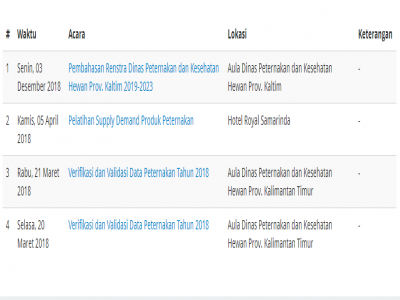 # Waktu Acara Lokasi Keterangan
1 Senin, 03 Pembahasan Renstra Dinas Peternakan dan Kesehatan Aula Dinas Peternakan dan Kesehatan -
Desember 2018 Hewan Prov. Kaltim 2019-2023 Hewan Prov. Kaltim
2 Kamis, 05 April Pelatihan Supply Demand Produk Peternakan Hotel Royal Samarinda -
2018
3 Rabu, 21 Maret Verifikasi dan Validasi Data Peternakan Tahun 2018 Aula Dinas Peternakan dan Kesehatan -
2018 Hewan Prov. Kalimantan Timur
4 Selasa, 20 Verifikasi dan Validasi Data Peternakan Tahun 2018 Aula Dinas Peternakan dan Kesehatan -
Maret 2018 Hewan Prov. Kalimantan Timur